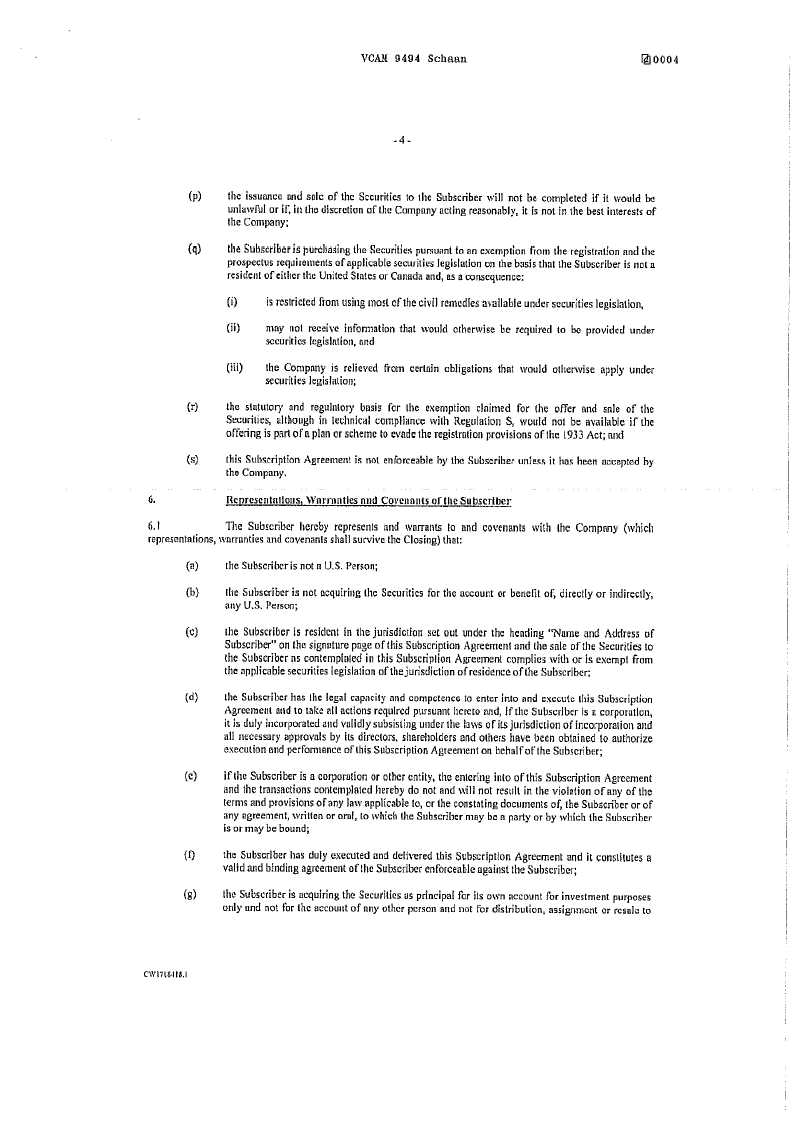 VCAM 9494 Schaan 0004
-4-
(p) the issuance and sale of the Securities to the Subscriber will not be completed if it would be
unlawful or if, in the discretion of the Company acting reasonably, it is not in the best interests of
the Company;
(q) the Subscriber is purchasing the Securities pursuant to an exemption from the registration and the
prospectus requirements of applicable securities legislation on the basis that the Subscriber is not a
resident of either the United States or Canada and, as a consequence:
(i) is restricted from using most of the civil remedies available under securities legislation,
(ii) may not receive information that would otherwise be required to be provided under
securities legislation, and
(iii) the Company is relieved from certain obligations that would otherwise apply under
securities legislation;
(r) the statutory and regulatory basis for the exemption claimed for the offer and sale of the
Securities, although in technical compliance with Regulation S, would not be available if the
offering is part of a plan or scheme to evade the registration provisions of the 1933 Act; and
(s) this Subscription Agreement is not enforceable by the Subscriber unless it has been accepted by
the Company.
6. Representations, Warranties and Covenants of the Subscriber
6.1 The Subscriber hereby represents and warrants to and covenants with the Company (which
representations, warranties and covenants shall survive the Closing) that:
(a) the Subscriber is not a U.S. Person;
(b) the Subscriber is not acquiring the Securities for the account or benefit of, directly or indirectly,
any U.S. Person;
(c) the Subscriber is resident in the jurisdiction set out under the heading "Name and Address of
Subscriber" on the signature page of this Subscription Agreement and the sale of the Securities to
the Subscriber as contemplated in this Subscription Agreement complies with or is exempt from
the applicable securities legislation of the jurisdiction of residence of the Subscriber;
(d) the Subscriber has the legal capacity and competence to enter into and execute this Subscription
Agreement and to take all actions required pursuant hereto and, if the Subscriber is a corporation,
it is duly incorporated and validly subsisting under the laws of its jurisdiction of incorporation and
all necessary approvals by its directors, shareholders and others have been obtained to authorize
execution and performance of this Subscription Agreement on behalf of the Subscriber;
(e) if the Subscriber is a corporation or other entity, the entering into of this Subscription Agreement
and the transactions contemplated hereby do not and will not result in the violation of any of the
terms and provisions of any law applicable to, or the constating documents of, the Subscriber or of
any agreement, written or oral, to which the Subscriber may be a party or by which the Subscriber
is or may be bound;
(f) the Subscriber has duly executed and delivered this Subscription Agreement and it constitutes a
valid and binding agreement of the Subscriber enforceable against the Subscriber;
(g) the Subscriber is acquiring the Securities as principal for its own account for investment purposes
only and not for the account of any other person and not for distribution, assignment or resale to